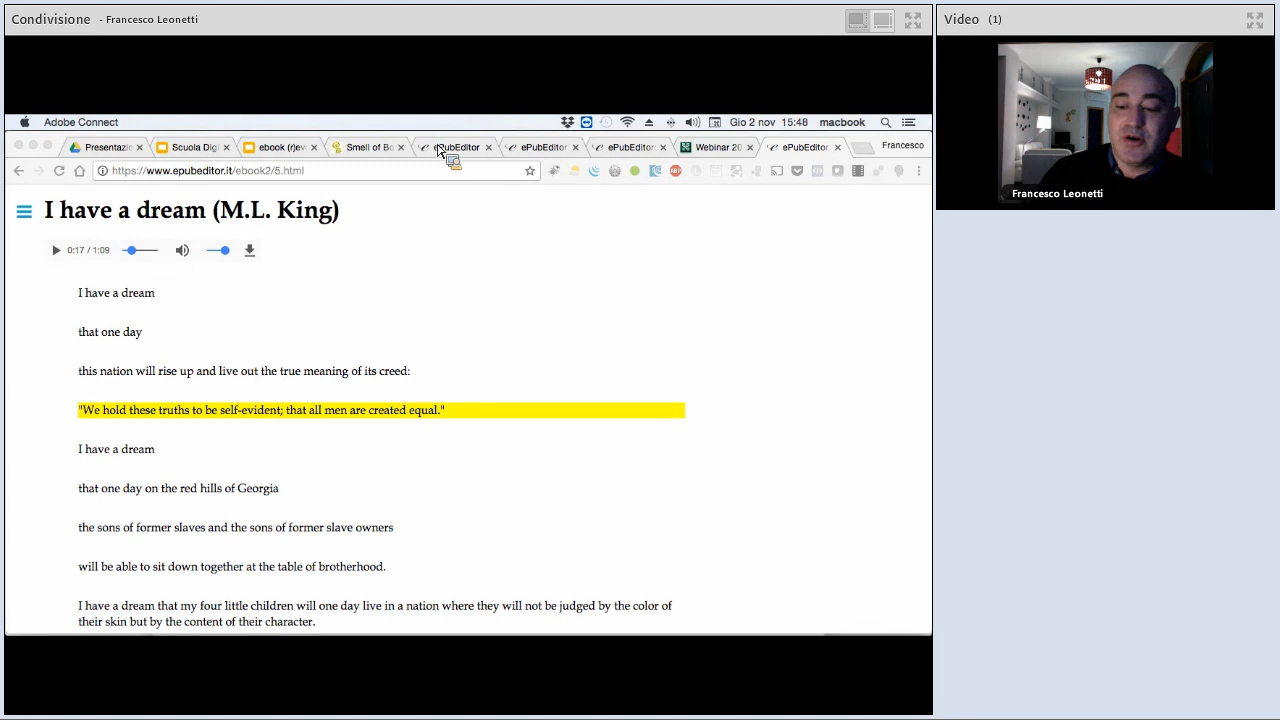 Condivisione - Francesco Leonetti
Video (1)
Francesco Leonetti
Adobe Connect
Gio 2 nov 15:48 macbook
Presentazio
Scuola Dig
ebook (r)ev
Smell of Bo
ePubEditor
ePubEditor
ePubEditor
Webinar 20
ePubEditor
Francesco
https://www.epubeditor.it/ebook2/5.html
I have a dream (M.L. King)
0:17 / 1:09
I have a dream
that one day
this nation will rise up and live out the true meaning of its creed:
"We hold these truths to be self-evident; that all men are created equal."
I have a dream
that one day on the red hills of Georgia
the sons of former slaves and the sons of former slave owners
will be able to sit down together at the table of brotherhood.
I have a dream that my four little children will one day live in a nation where they will not be judged by the color of
their skin but by the content of their character.